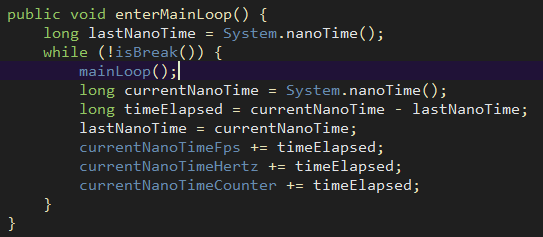 public void enterMainLoop() {
    long lastNanoTime = System.nanoTime();
    while (!isBreak()) {
        mainLoop();
        long currentNanoTime = System.nanoTime();
        long timeElapsed = currentNanoTime - lastNanoTime;
        lastNanoTime = currentNanoTime;
        currentNanoTimeFps += timeElapsed;
        currentNanoTimeHertz += timeElapsed;
        currentNanoTimeCounter += timeElapsed;
    }
}